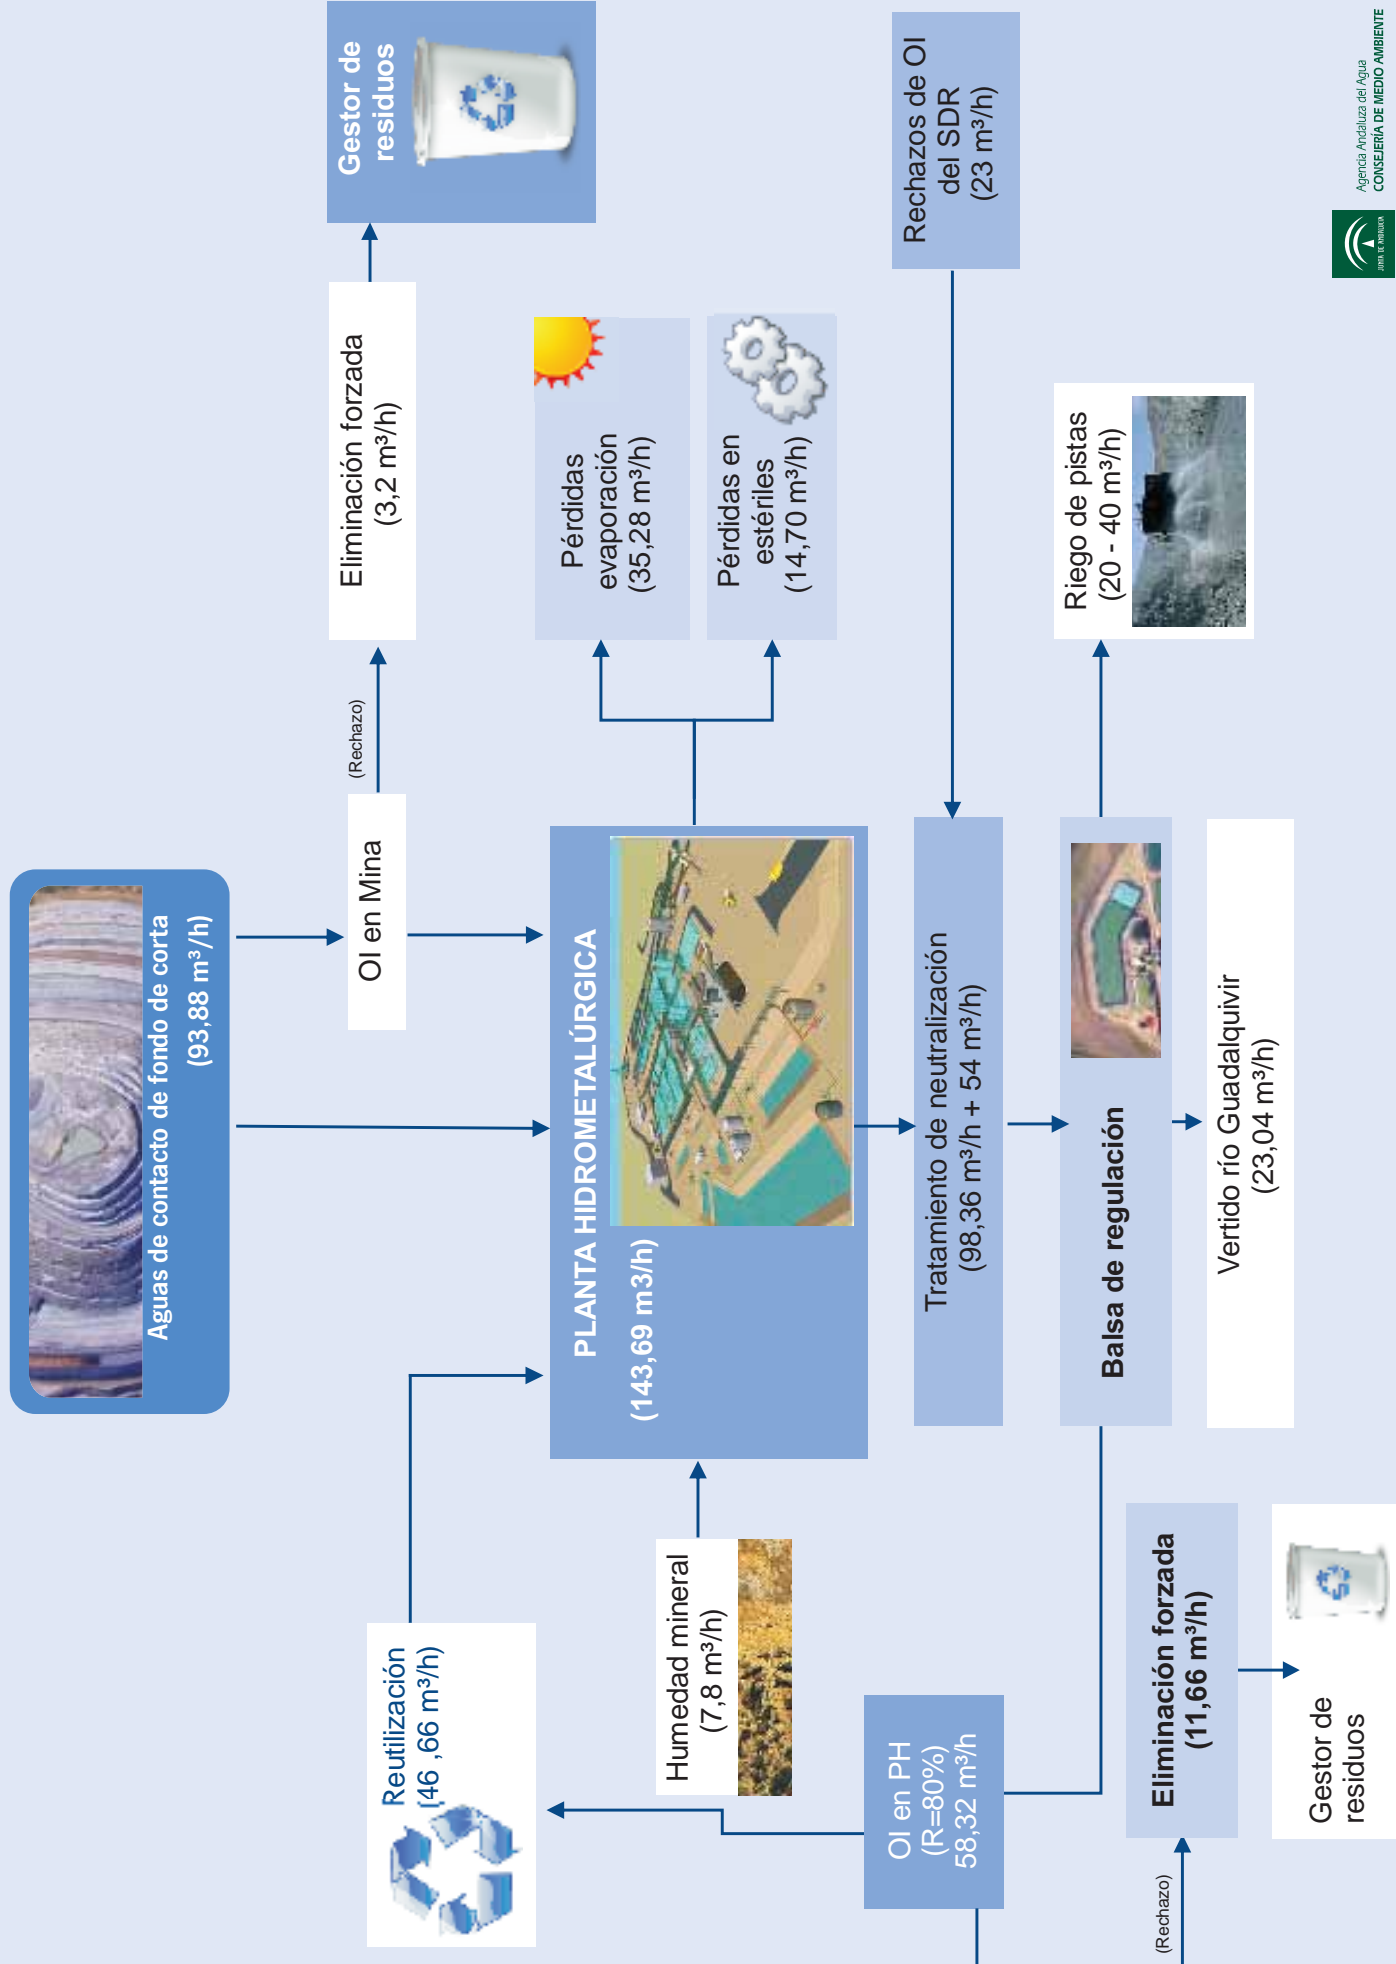 Aguas de contacto de fondo de corta
(93,88 m³/h)
OI en Mina
(Rechazo)
Eliminación forzada
(3,2 m³/h)
Gestor de
residuos
Reutilización
(46 ,66 m³/h)
PLANTA HIDROMETALÚRGICA
(143,69 m3/h)
Pérdidas
evaporación
(35,28 m³/h)
Pérdidas en
estériles
(14,70 m³/h)
Humedad mineral
(7,8 m³/h)
Tratamiento de neutralización
(98,36 m³/h + 54 m³/h)
Rechazos de OI
del SDR
(23 m³/h)
OI en PH
(R=80%)
58,32 m³/h
Balsa de regulación
Riego de pistas
(20 - 40 m³/h)
Vertido río Guadalquivir
(23,04 m³/h)
(Rechazo)
Eliminación forzada
(11,66 m³/h)
Gestor de
residuos
JUNTA DE ANDALUCIA
Agencia Andaluza del Agua
CONSEJERÍA DE MEDIO AMBIENTE